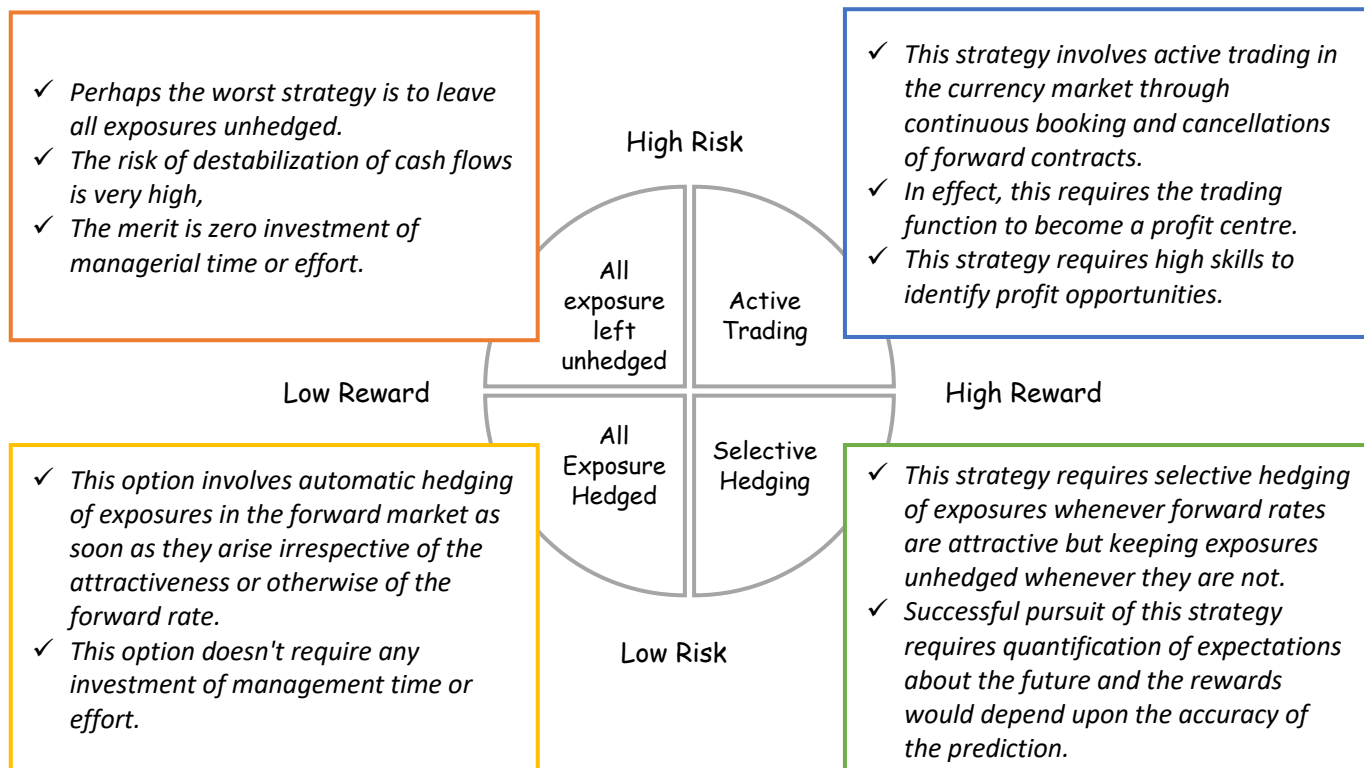 ✓ Perhaps the worst strategy is to leave
all exposures unhedged.
✓ The risk of destabilization of cash flows
is very high,
✓ The merit is zero investment of
managerial time or effort.
✓ This strategy involves active trading in
the currency market through
continuous booking and cancellations
of forward contracts.
✓ In effect, this requires the trading
function to become a profit centre.
✓ This strategy requires high skills to
identify profit opportunities.
High Risk
All
exposure
left
unhedged
Active
Trading
Low Reward
High Reward
All
Exposure
Hedged
Selective
Hedging
Low Risk
✓ This option involves automatic hedging
of exposures in the forward market as
soon as they arise irrespective of the
attractiveness or otherwise of the
forward rate.
✓ This option doesn't require any
investment of management time or
effort.
✓ This strategy requires selective hedging
of exposures whenever forward rates
are attractive but keeping exposures
unhedged whenever they are not.
✓ Successful pursuit of this strategy
requires quantification of expectations
about the future and the rewards
would depend upon the accuracy of
the prediction.